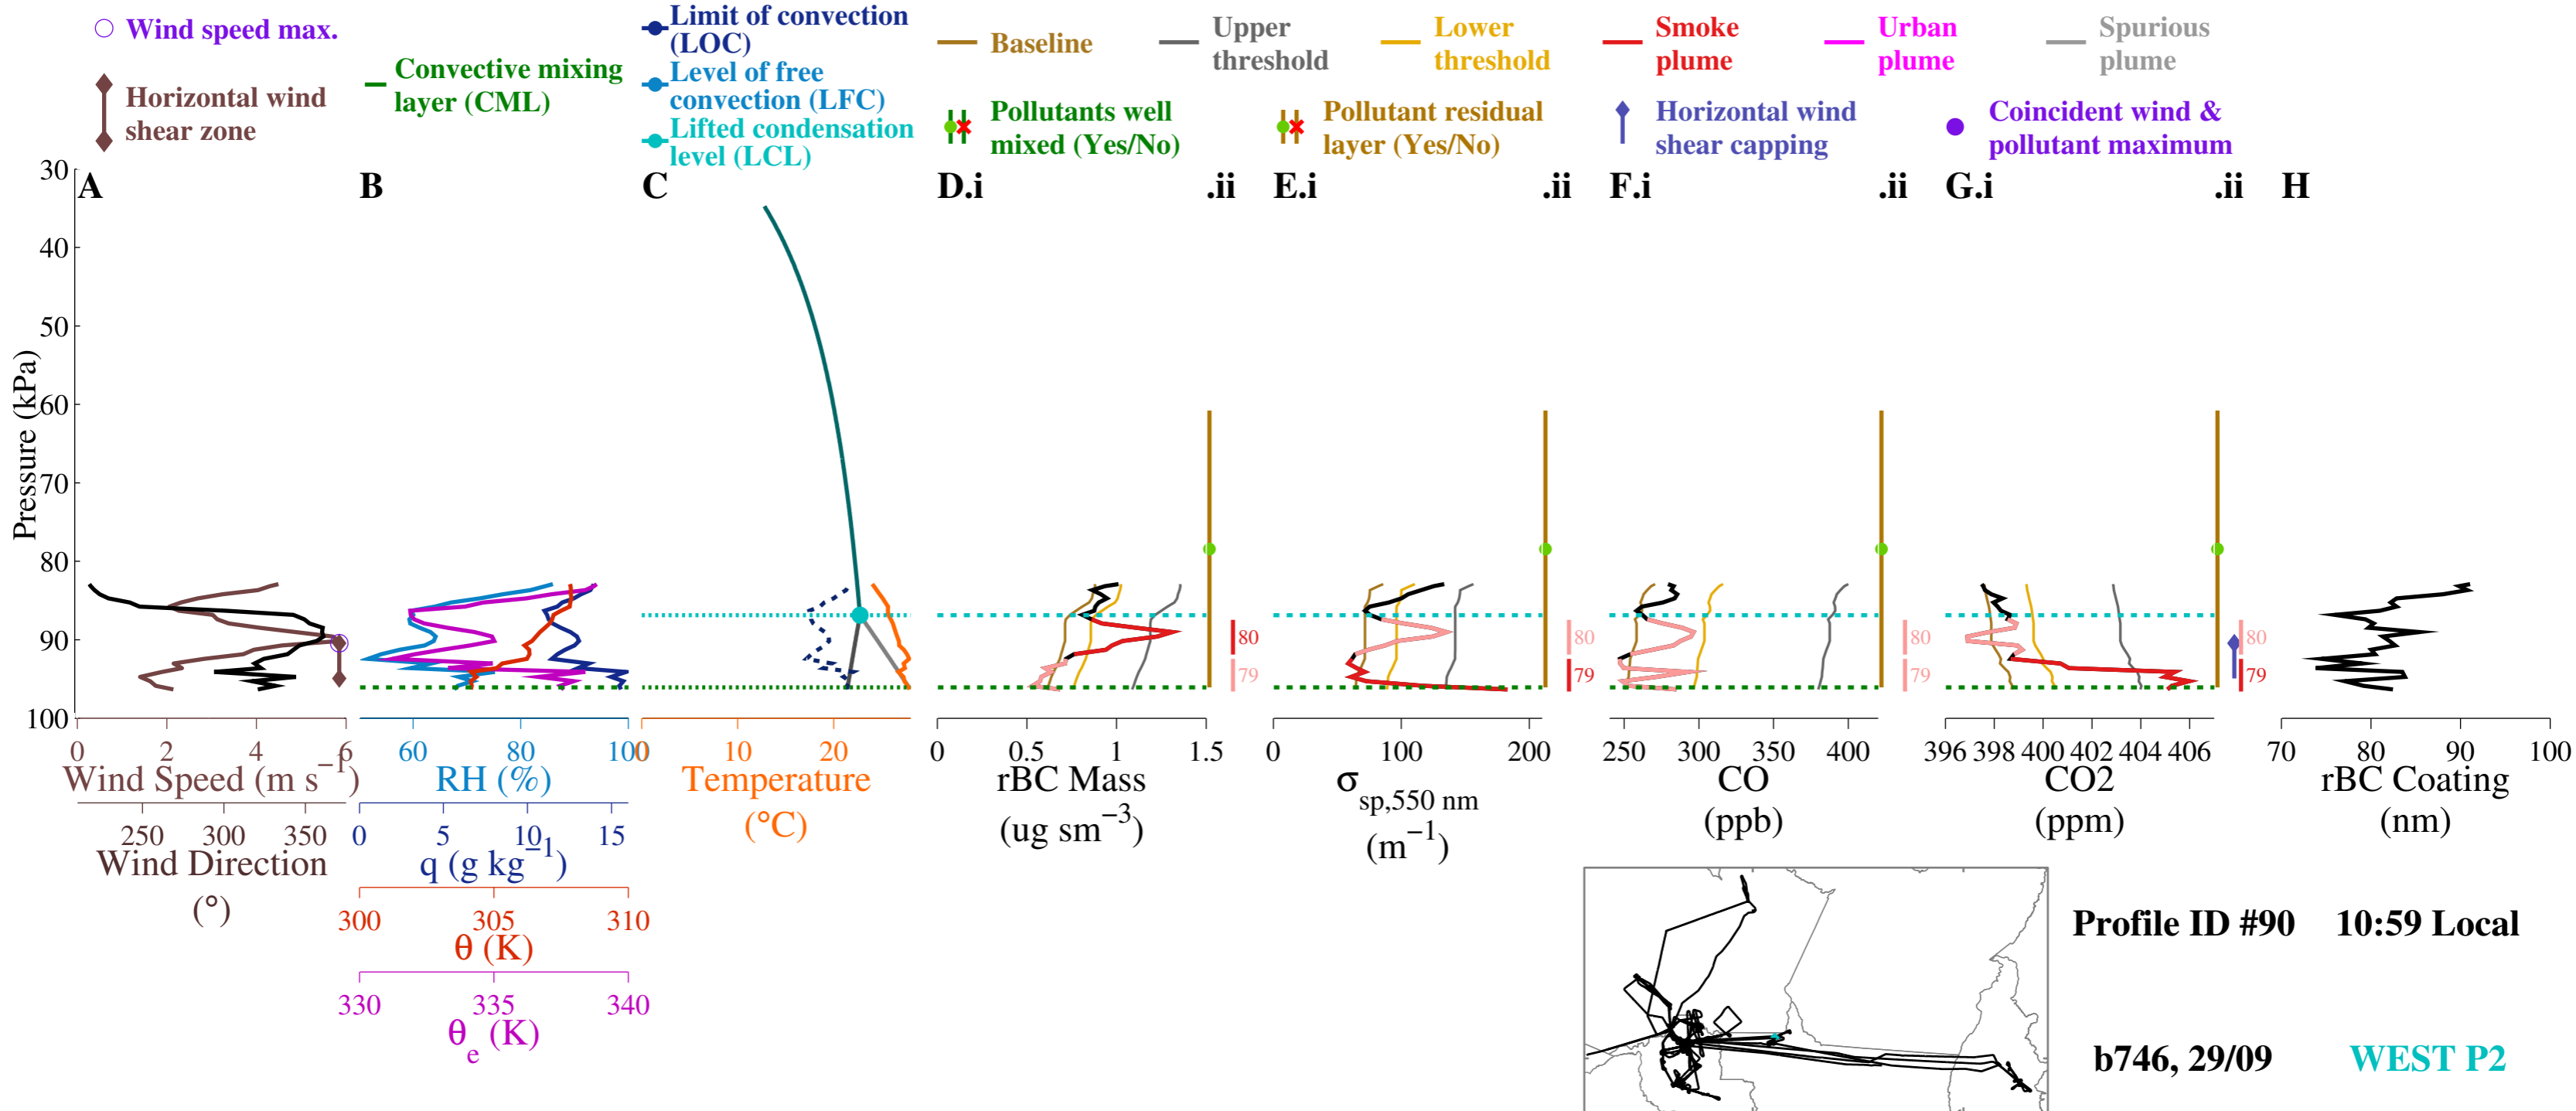 Wind speed max.
Horizontal wind
shear zone
Convective mixing
layer (CML)
Limit of convection
(LOC)
Level of free
convection (LFC)
Lifted condensation
level (LCL)
Baseline
Upper
threshold
Lower
threshold
Smoke
plume
Urban
plume
Spurious
plume
Pollutants well
mixed (Yes/No)
Pollutant residual
layer (Yes/No)
Horizontal wind
shear capping
Coincident wind &
pollutant maximum
A B C D.i .ii E.i .ii F.i .ii G.i .ii H
Pressure (kPa)
30
40
50
60
70
80
90
100
80 80 80 80
79 79 79 79
0 2 4 6
Wind Speed (m s−1)
250 300 350
Wind Direction
(°)
60 80 100
RH (%)
0 5 10 15
q (g kg−1)
300 305 310
θ (K)
330 335 340
θe (K)
0 10 20
Temperature
(°C)
0 0.5 1 1.5
rBC Mass
(ug sm−3)
0 100 200
σsp,550 nm
(m−1)
250 300 350 400
CO
(ppb)
396 398 400 402 404 406
CO2
(ppm)
70 80 90 100
rBC Coating
(nm)
Profile ID #90 10:59 Local
b746, 29/09 WEST P2